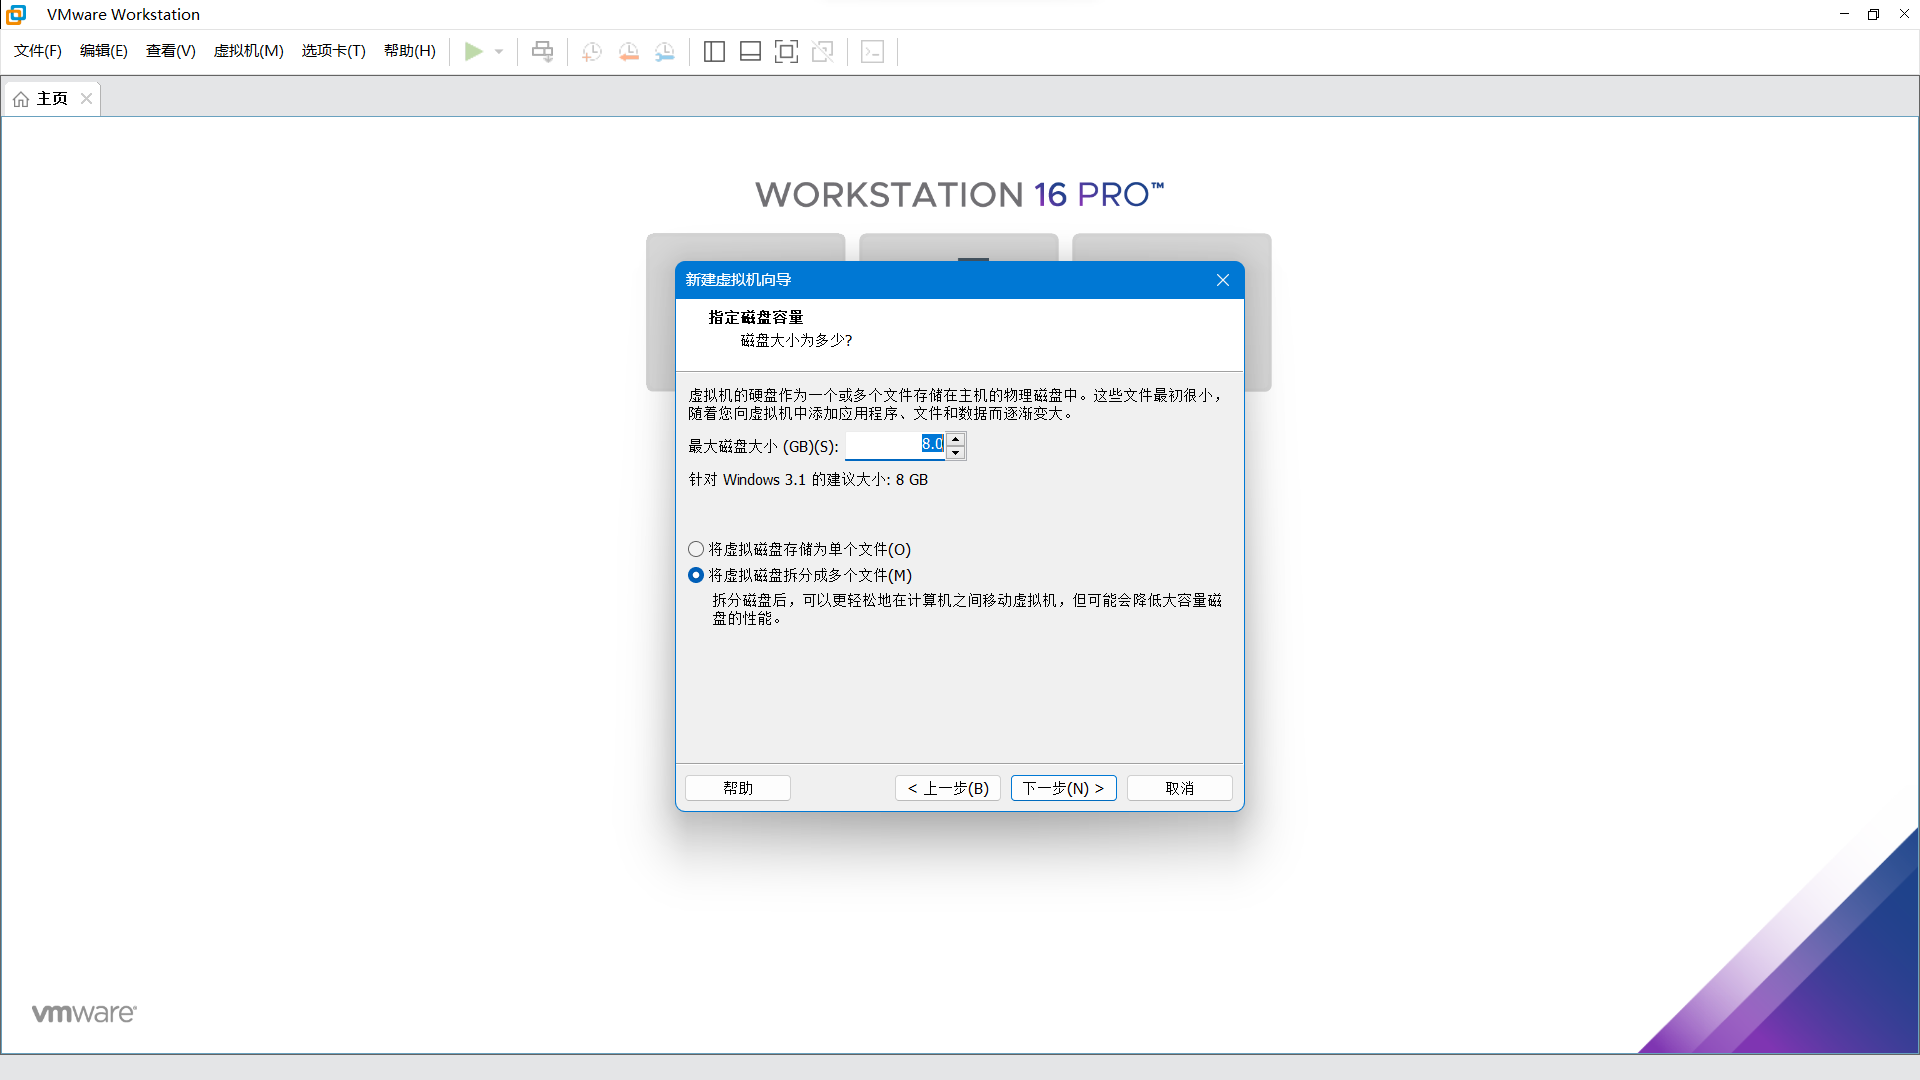 VMware Workstation
文件(F) 编辑(E) 查看(V) 虚拟机(M) 选项卡(T) 帮助(H)
主页
WORKSTATION 16 PRO™
新建虚拟机向导
指定磁盘容量
磁盘大小为多少?
虚拟机的硬盘作为一个或多个文件存储在主机的物理磁盘中。这些文件最初很小，
随着您向虚拟机中添加应用程序、文件和数据而逐渐变大。
最大磁盘大小 (GB)(S): 8.0
针对 Windows 3.1 的建议大小: 8 GB
将虚拟磁盘存储为单个文件(O)
将虚拟磁盘拆分成多个文件(M)
拆分磁盘后，可以更轻松地在计算机之间移动虚拟机，但可能会降低大容量磁
盘的性能。
帮助 < 上一步(B) 下一步(N) > 取消
vmware®